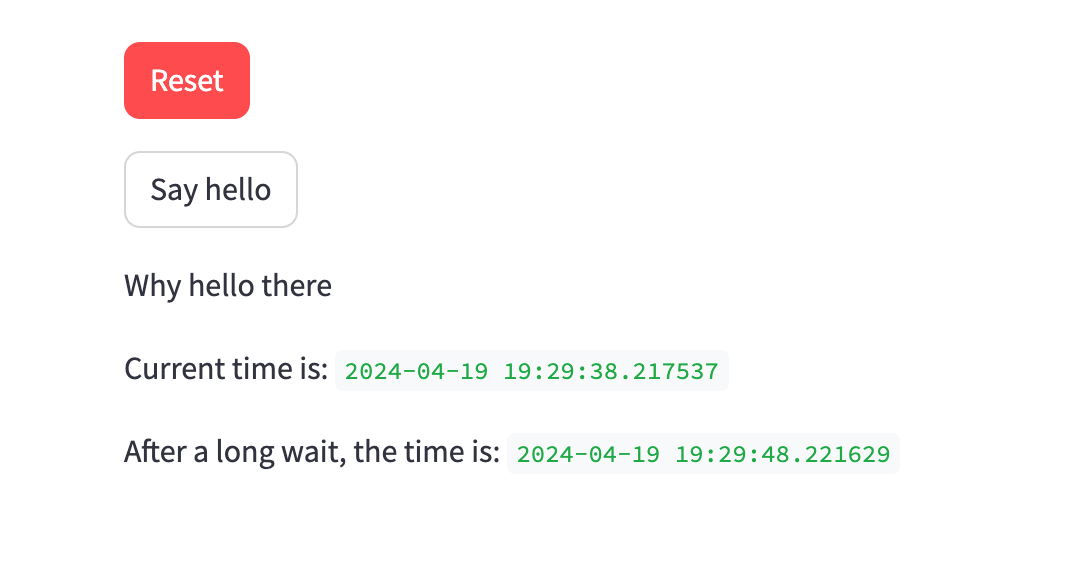 Reset
Say hello
Why hello there
Current time is: 2024-04-19 19:29:38.217537
After a long wait, the time is: 2024-04-19 19:29:48.221629